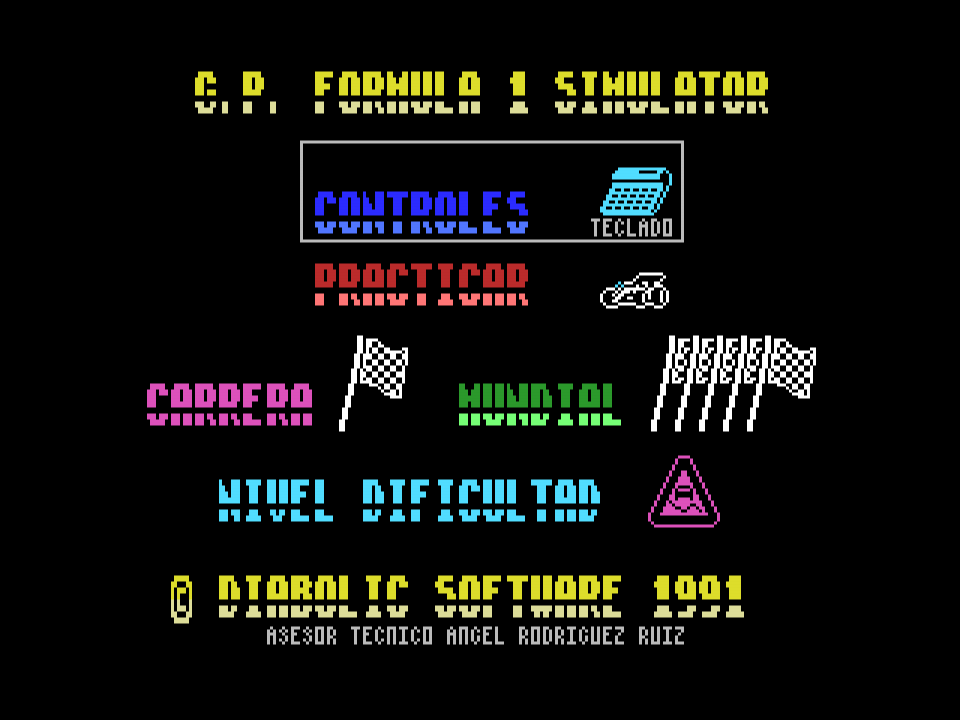 G.P. FORMULA 1 SIMULATOR
CONTROLES
TECLADO
PRACTICAR
CARRERA MUNDIAL
NIVEL DIFICULTAD
© DIABOLIC SOFTWARE 1991
ASESOR TECNICO ANGEL RODRIGUEZ RUIZ